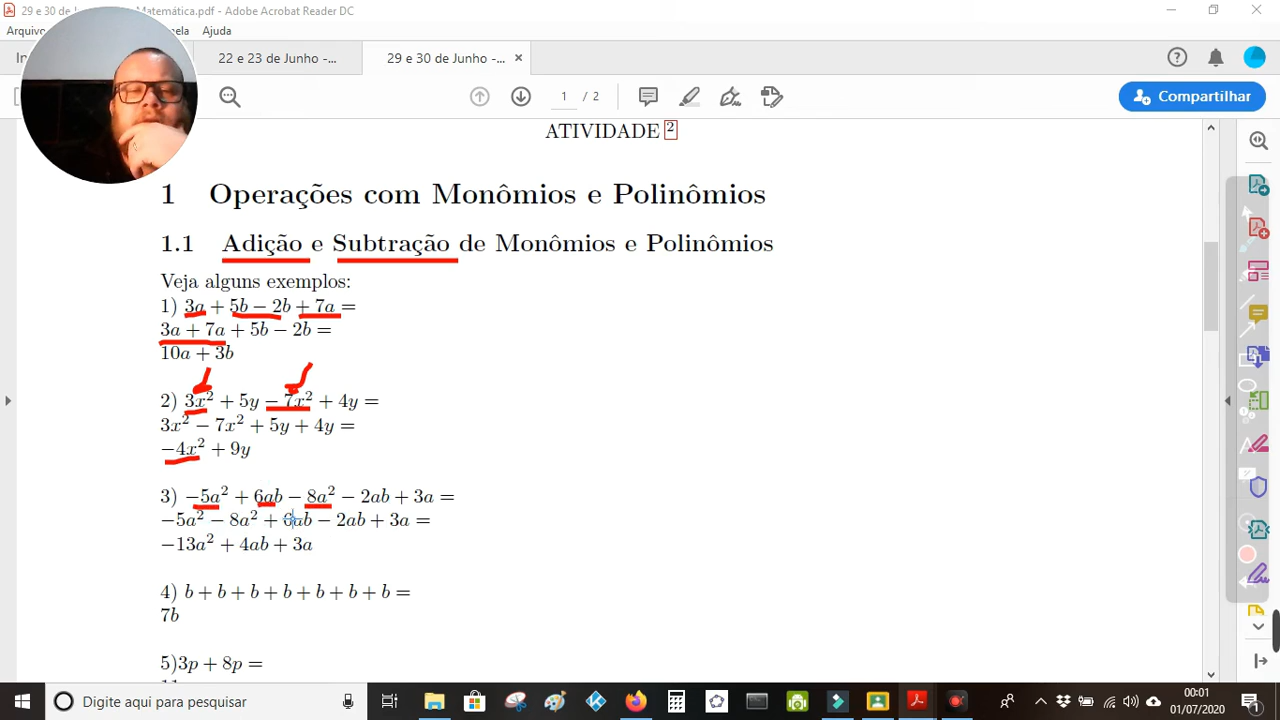 29 e 30 de Jun Matemática.pdf - Adobe Acrobat Reader DC
Arquivo Ajuda
22 e 23 de Junho -... 29 e 30 de Junho -... ×
1 / 2 Compartilhar
ATIVIDADE 2
1 Operações com Monômios e Polinômios
1.1 Adição e Subtração de Monômios e Polinômios
Veja alguns exemplos:
1) 3a + 5b − 2b + 7a =
3a + 7a + 5b − 2b =
10a + 3b
2) 3x² + 5y − 7x² + 4y =
3x² − 7x² + 5y + 4y =
−4x² + 9y
3) −5a² + 6ab − 8a² − 2ab + 3a =
−5a² − 8a² + 6ab − 2ab + 3a =
−13a² + 4ab + 3a
4) b + b + b + b + b + b + b =
7b
5)3p + 8p =
Digite aqui para pesquisar
00:01
01/07/2020
1